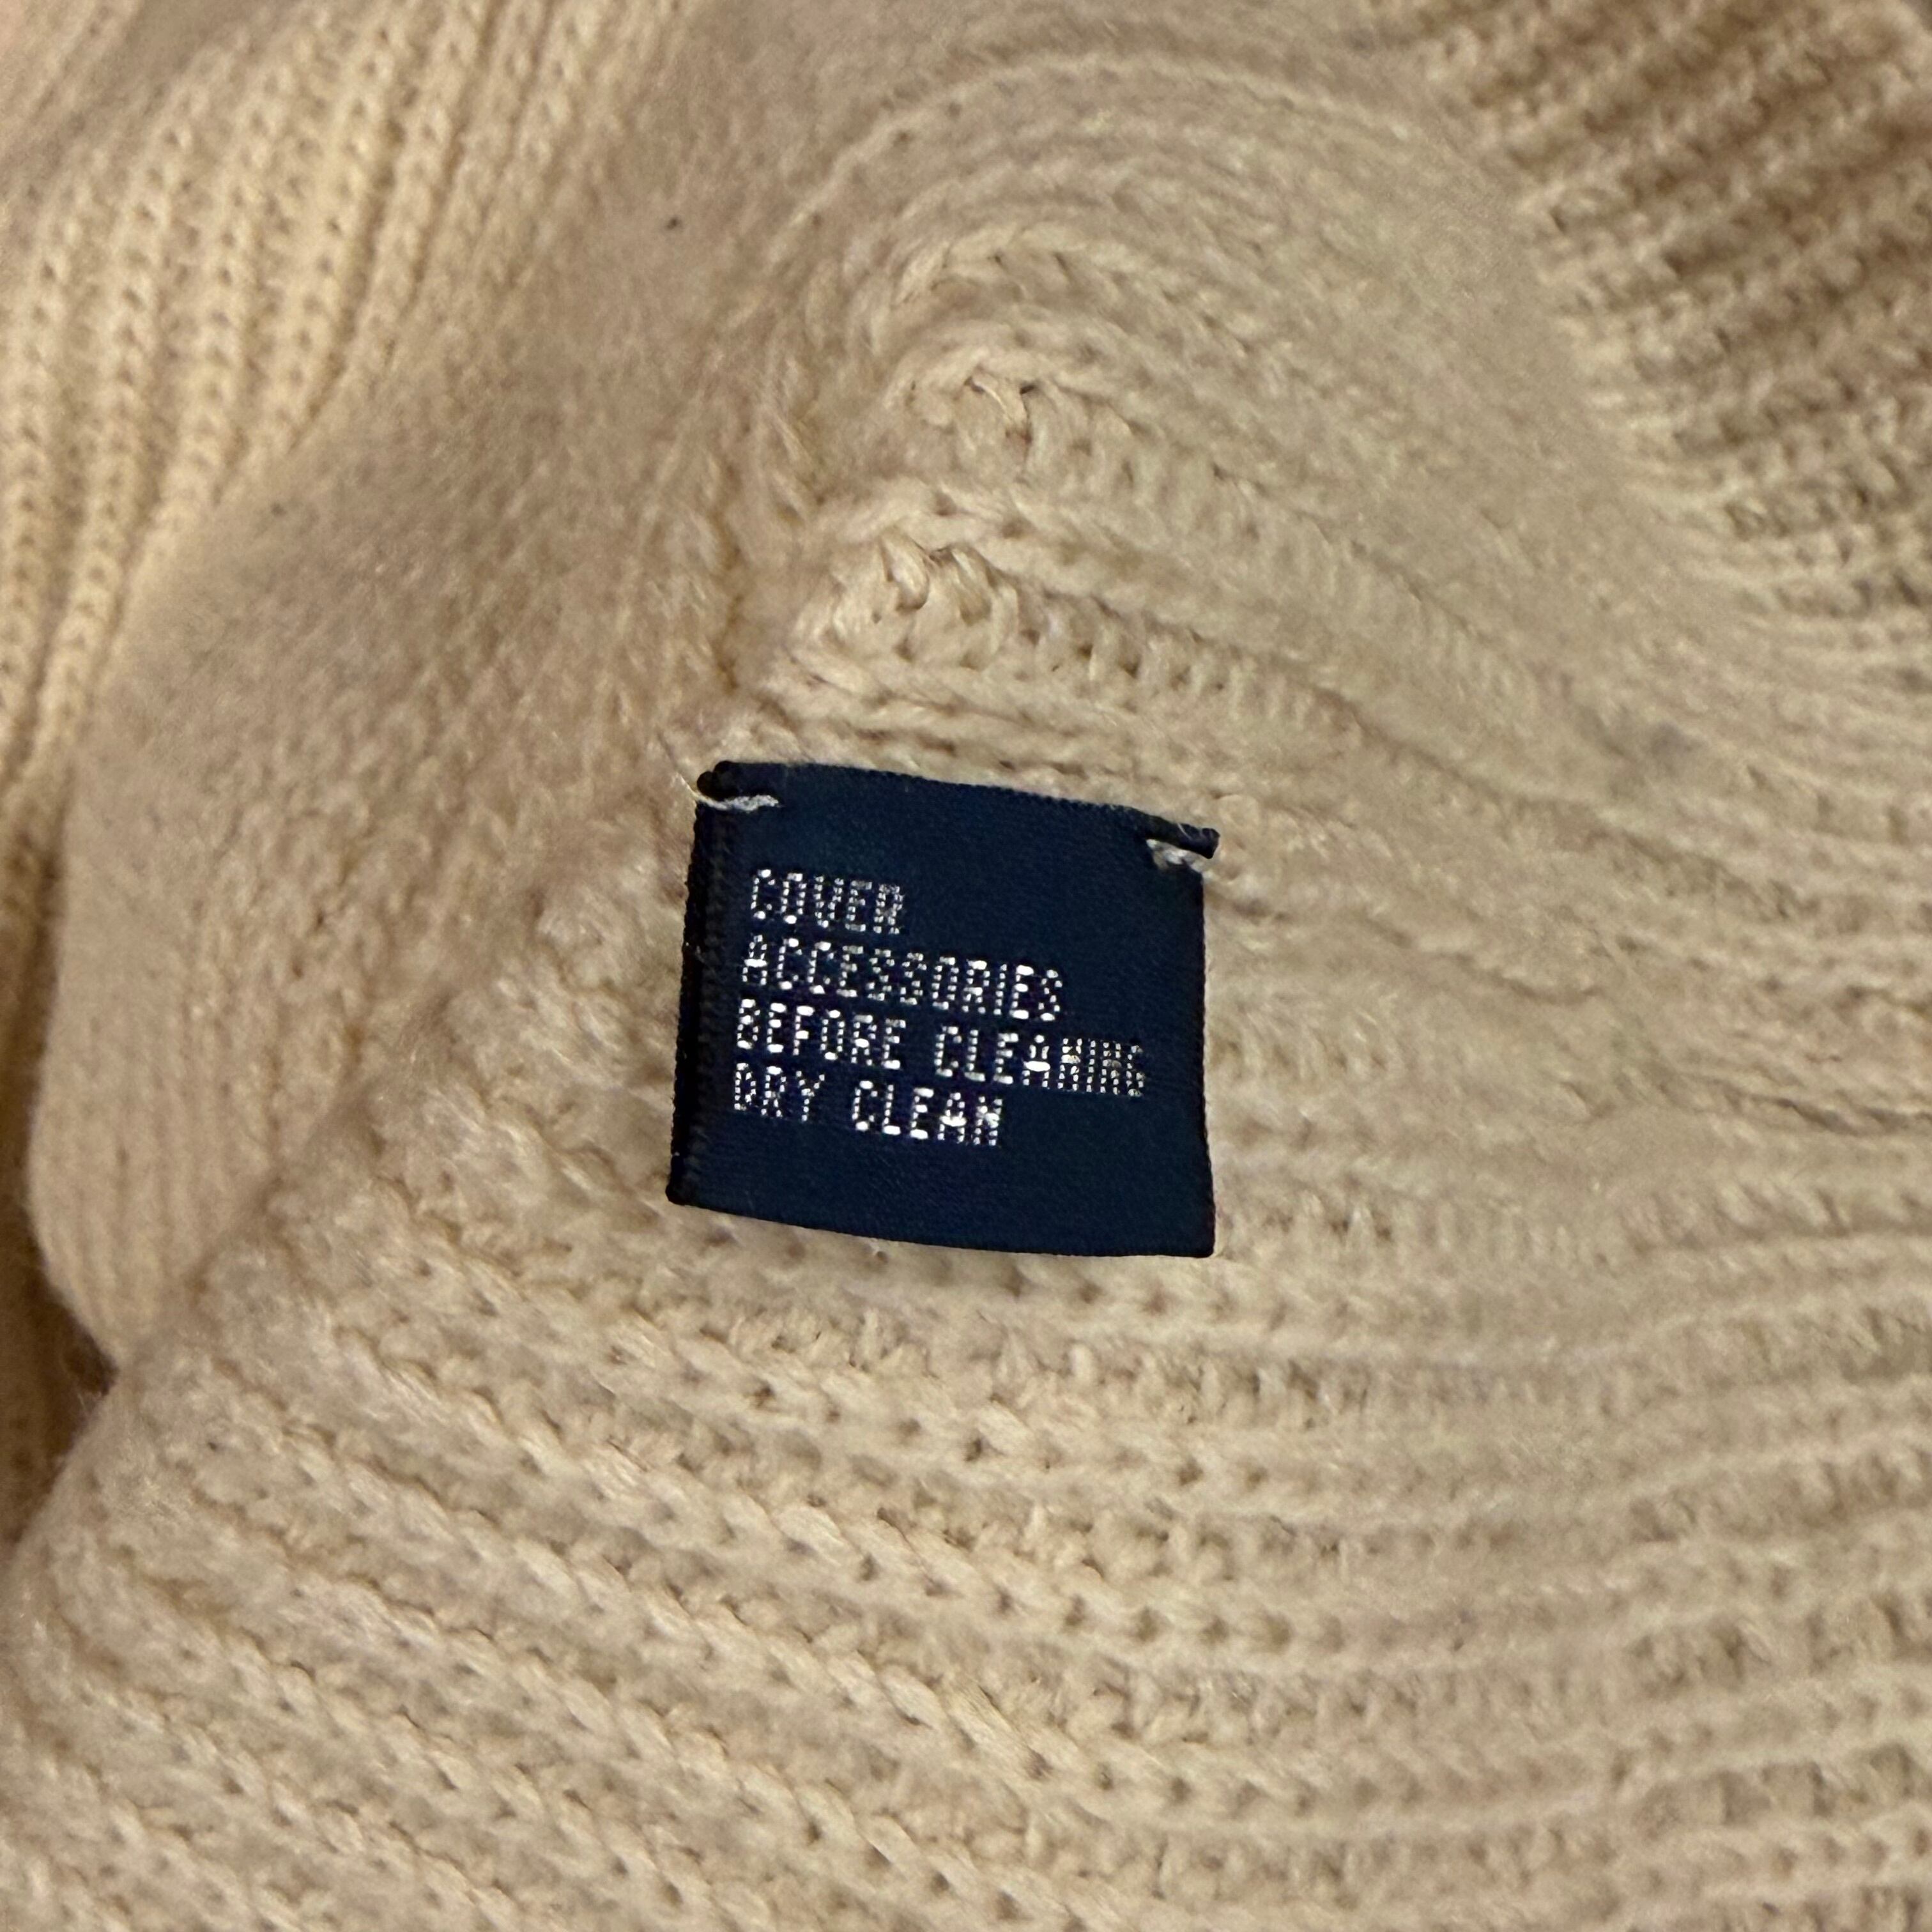 COVER
ACCESSORIES
BEFORE CLEANING
DRY CLEAN